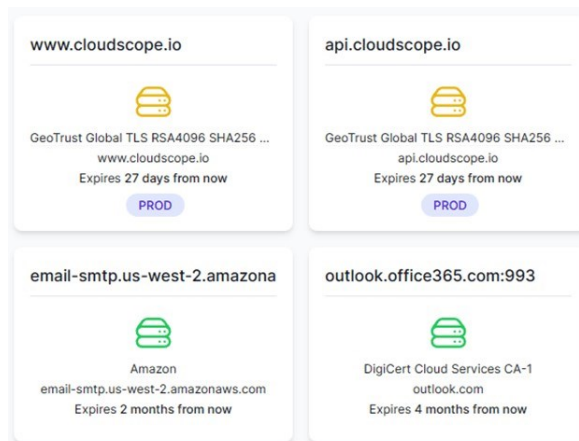 www.cloudscope.io
GeoTrust Global TLS RSA4096 SHA256 ...
www.cloudscope.io
Expires 27 days from now
PROD
api.cloudscope.io
GeoTrust Global TLS RSA4096 SHA256 ...
api.cloudscope.io
Expires 27 days from now
PROD
email-smtp.us-west-2.amazona
Amazon
email-smtp.us-west-2.amazonaws.com
Expires 2 months from now
outlook.office365.com:993
DigiCert Cloud Services CA-1
outlook.com
Expires 4 months from now